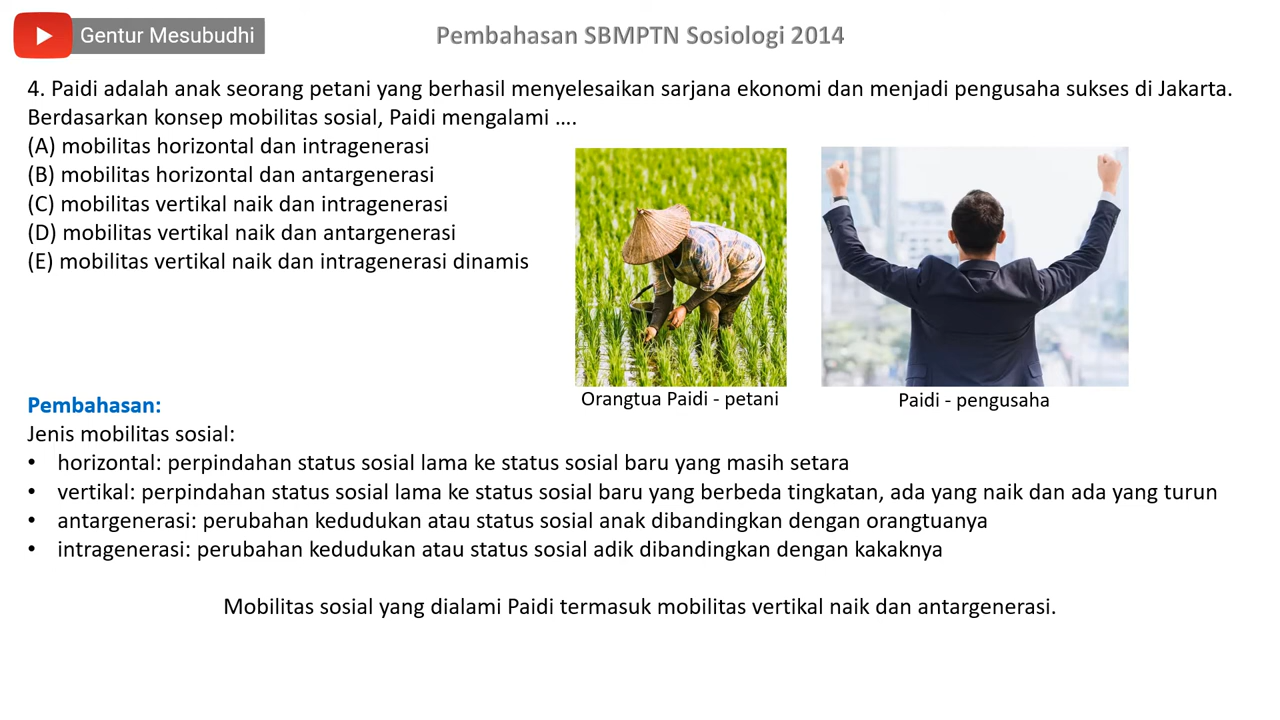 Gentur Mesubudhi
Pembahasan SBMPTN Sosiologi 2014
4. Paidi adalah anak seorang petani yang berhasil menyelesaikan sarjana ekonomi dan menjadi pengusaha sukses di Jakarta.
Berdasarkan konsep mobilitas sosial, Paidi mengalami ....
(A) mobilitas horizontal dan intragenerasi
(B) mobilitas horizontal dan antargenerasi
(C) mobilitas vertikal naik dan intragenerasi
(D) mobilitas vertikal naik dan antargenerasi
(E) mobilitas vertikal naik dan intragenerasi dinamis
Orangtua Paidi - petani
Paidi - pengusaha
Pembahasan:
Jenis mobilitas sosial:
• horizontal: perpindahan status sosial lama ke status sosial baru yang masih setara
• vertikal: perpindahan status sosial lama ke status sosial baru yang berbeda tingkatan, ada yang naik dan ada yang turun
• antargenerasi: perubahan kedudukan atau status sosial anak dibandingkan dengan orangtuanya
• intragenerasi: perubahan kedudukan atau status sosial adik dibandingkan dengan kakaknya
Mobilitas sosial yang dialami Paidi termasuk mobilitas vertikal naik dan antargenerasi.